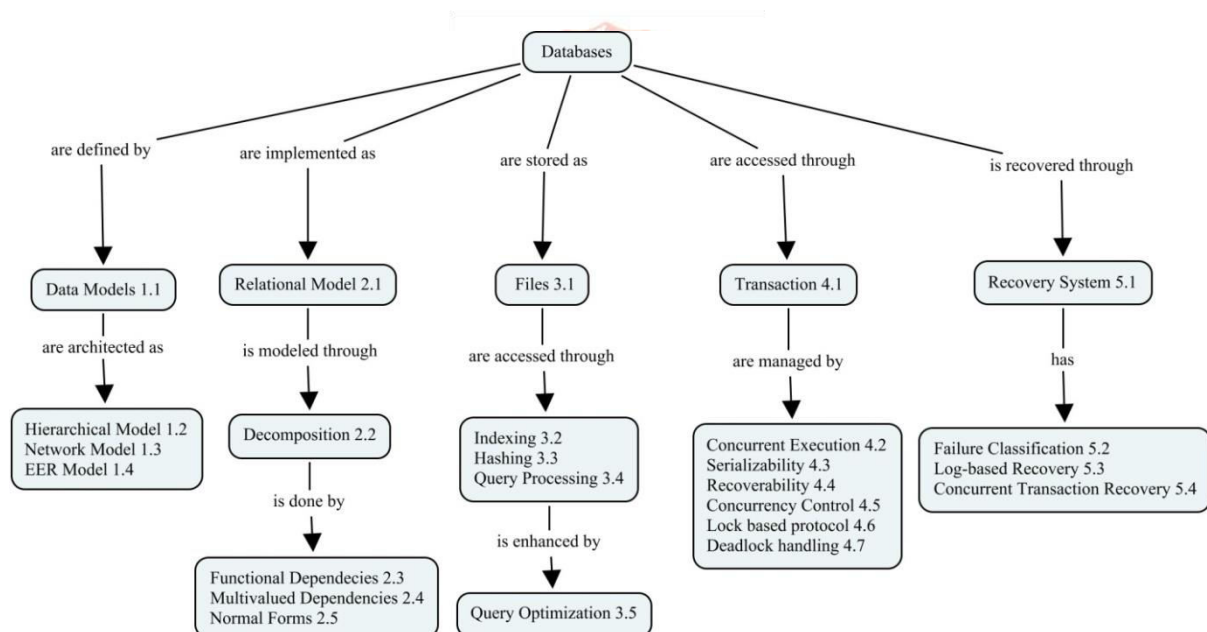 Databases
are defined by
are implemented as
are stored as
are accessed through
is recovered through
Data Models 1.1
Relational Model 2.1
Files 3.1
Transaction 4.1
Recovery System 5.1
are architected as
is modeled through
are accessed through
are managed by
has
Hierarchical Model 1.2
Network Model 1.3
EER Model 1.4
Decomposition 2.2
Indexing 3.2
Hashing 3.3
Query Processing 3.4
Concurrent Execution 4.2
Serializability 4.3
Recoverability 4.4
Concurrency Control 4.5
Lock based protocol 4.6
Deadlock handling 4.7
Failure Classification 5.2
Log-based Recovery 5.3
Concurrent Transaction Recovery 5.4
is done by
is enhanced by
Functional Dependecies 2.3
Multivalued Dependencies 2.4
Normal Forms 2.5
Query Optimization 3.5